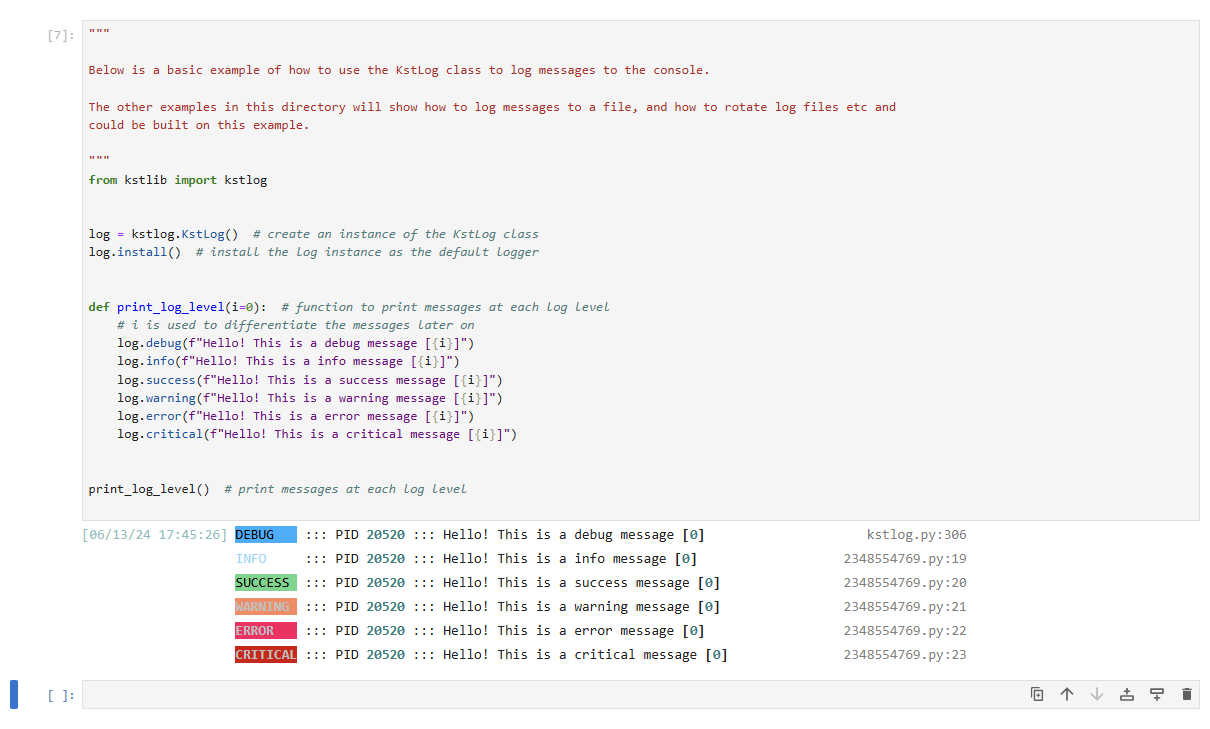 [7]: """
Below is a basic example of how to use the KstLog class to log messages to the console.
The other examples in this directory will show how to log messages to a file, and how to rotate log files etc and
could be built on this example.
"""
from kstlib import kstlog
log = kstlog.KstLog()  # create an instance of the KstLog class
log.install()  # install the log instance as the default logger
def print_log_level(i=0):  # function to print messages at each log level
    # i is used to differentiate the messages later on
    log.debug(f"Hello! This is a debug message [{i}]")
    log.info(f"Hello! This is a info message [{i}]")
    log.success(f"Hello! This is a success message [{i}]")
    log.warning(f"Hello! This is a warning message [{i}]")
    log.error(f"Hello! This is a error message [{i}]")
    log.critical(f"Hello! This is a critical message [{i}]")
print_log_level()  # print messages at each log level
[06/13/24 17:45:26] DEBUG    ::: PID 20520 ::: Hello! This is a debug message [0] kstlog.py:306
INFO     ::: PID 20520 ::: Hello! This is a info message [0] 2348554769.py:19
SUCCESS  ::: PID 20520 ::: Hello! This is a success message [0] 2348554769.py:20
WARNING  ::: PID 20520 ::: Hello! This is a warning message [0] 2348554769.py:21
ERROR    ::: PID 20520 ::: Hello! This is a error message [0] 2348554769.py:22
CRITICAL ::: PID 20520 ::: Hello! This is a critical message [0] 2348554769.py:23
[ ]: